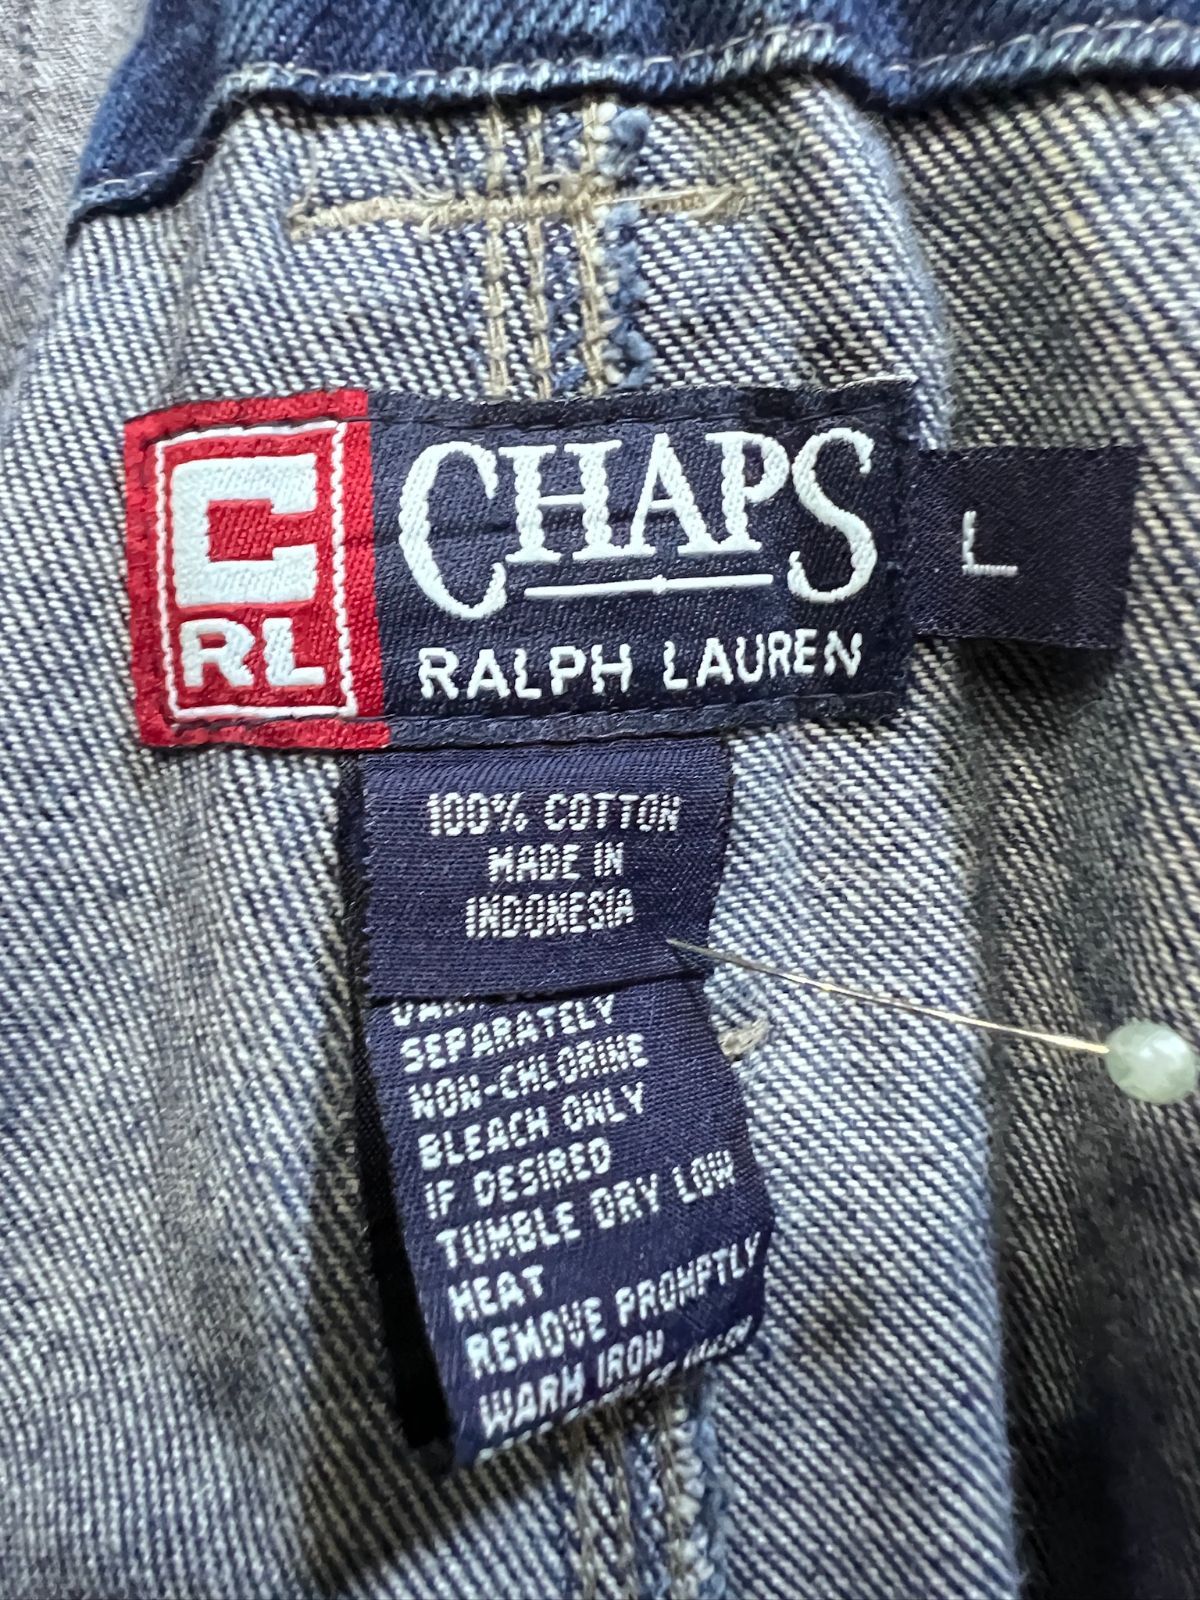 C
RL
CHAPS
RALPH LAUREN
L
100% COTTON
MADE IN
INDONESIA
SEPARATELY
NON-CHLORINE
BLEACH ONLY
IF DESIRED
TUMBLE DRY LOW
HEAT
REMOVE PROMPTLY
WARM IRON